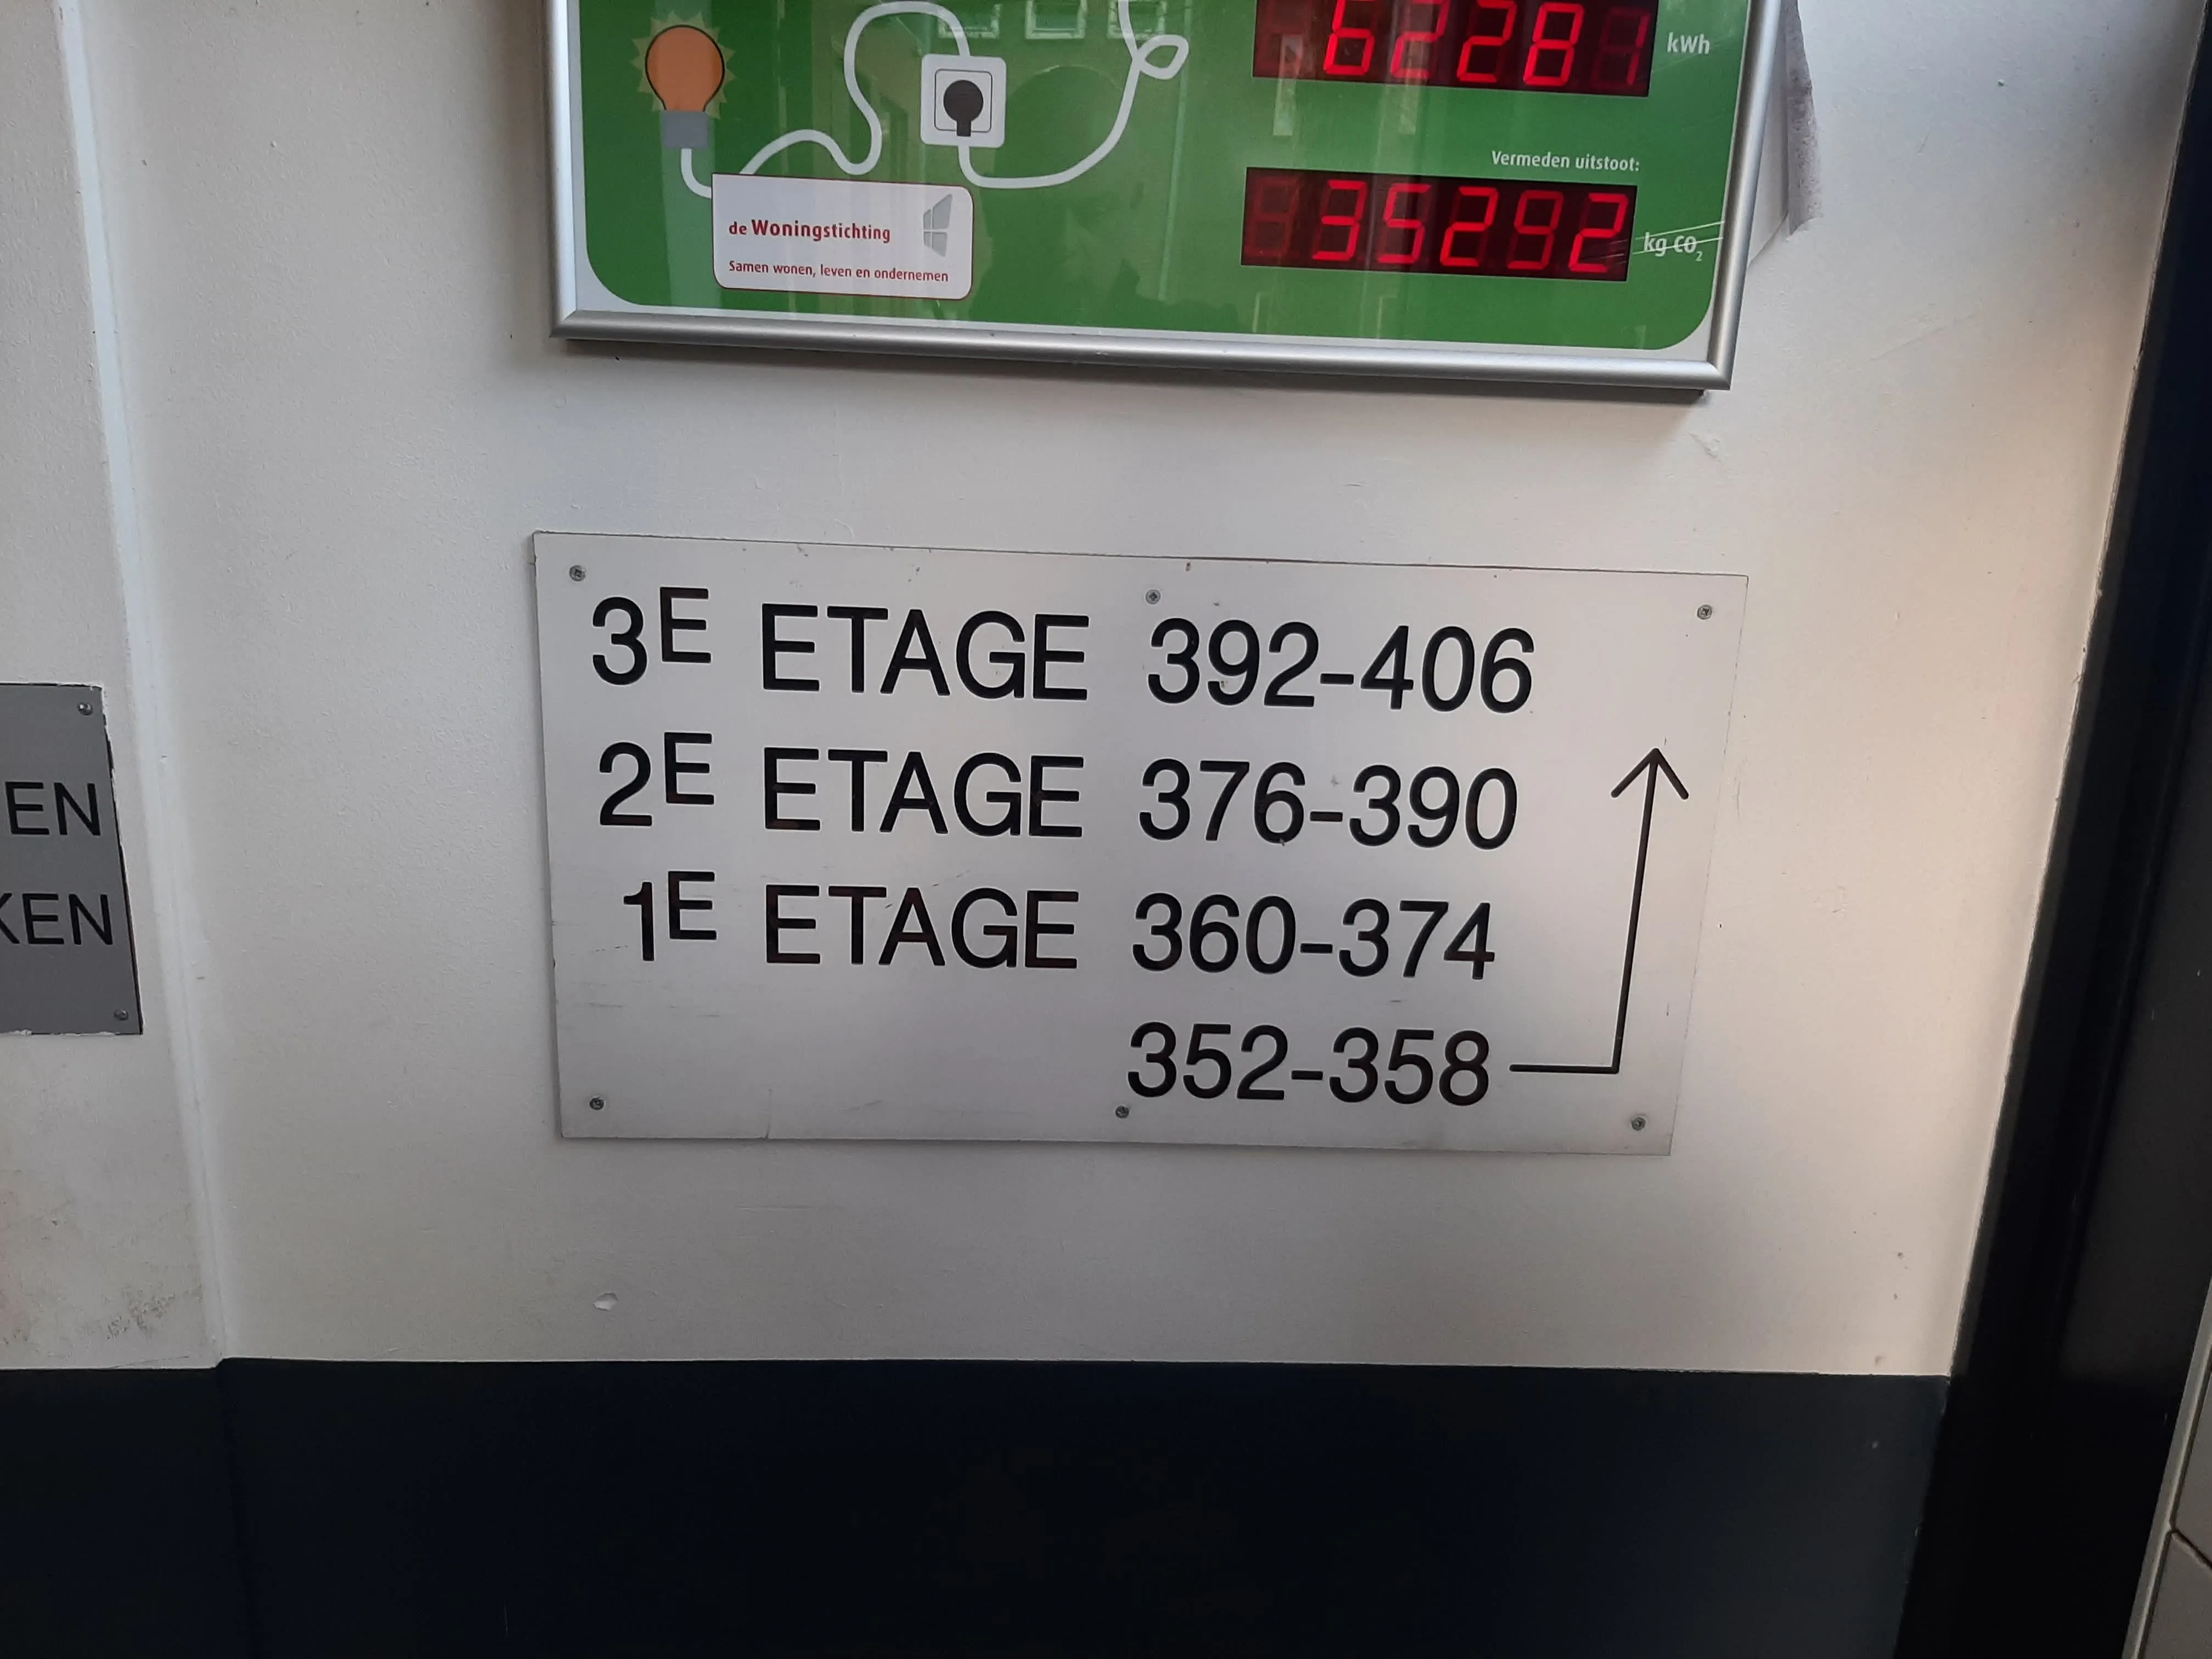 62281 kWh
Vermeden uitstoot:
35292 kg CO₂
de Woningstichting
Samen wonen, leven en ondernemen
3E ETAGE 392-406
2E ETAGE 376-390
1E ETAGE 360-374
352-358
EN
KEN